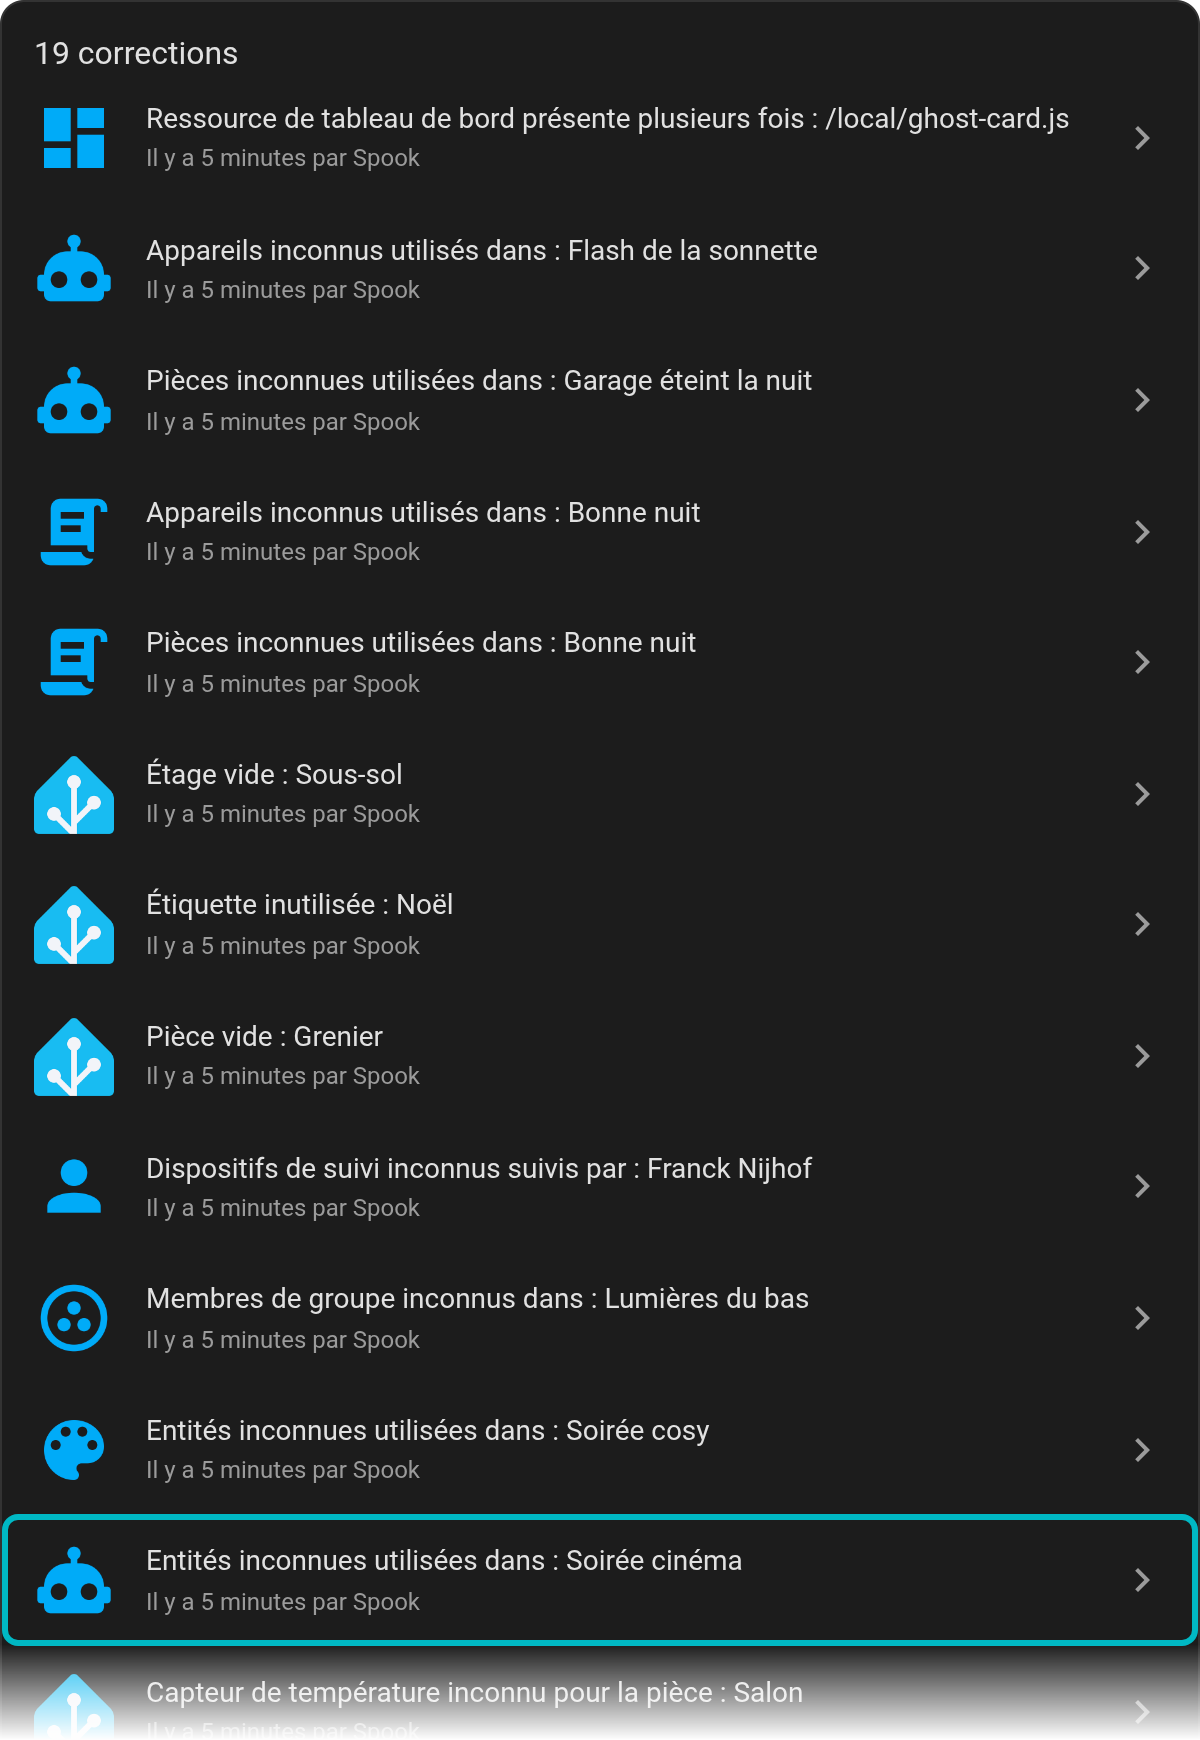 19 corrections
Ressource de tableau de bord présente plusieurs fois : /local/ghost-card.js
Il y a 5 minutes par Spook
Appareils inconnus utilisés dans : Flash de la sonnette
Il y a 5 minutes par Spook
Pièces inconnues utilisées dans : Garage éteint la nuit
Il y a 5 minutes par Spook
Appareils inconnus utilisés dans : Bonne nuit
Il y a 5 minutes par Spook
Pièces inconnues utilisées dans : Bonne nuit
Il y a 5 minutes par Spook
Étage vide : Sous-sol
Il y a 5 minutes par Spook
Étiquette inutilisée : Noël
Il y a 5 minutes par Spook
Pièce vide : Grenier
Il y a 5 minutes par Spook
Dispositifs de suivi inconnus suivis par : Franck Nijhof
Il y a 5 minutes par Spook
Membres de groupe inconnus dans : Lumières du bas
Il y a 5 minutes par Spook
Entités inconnues utilisées dans : Soirée cosy
Il y a 5 minutes par Spook
Entités inconnues utilisées dans : Soirée cinéma
Il y a 5 minutes par Spook
Capteur de température inconnu pour la pièce : Salon
Il y a 5 minutes par Spook